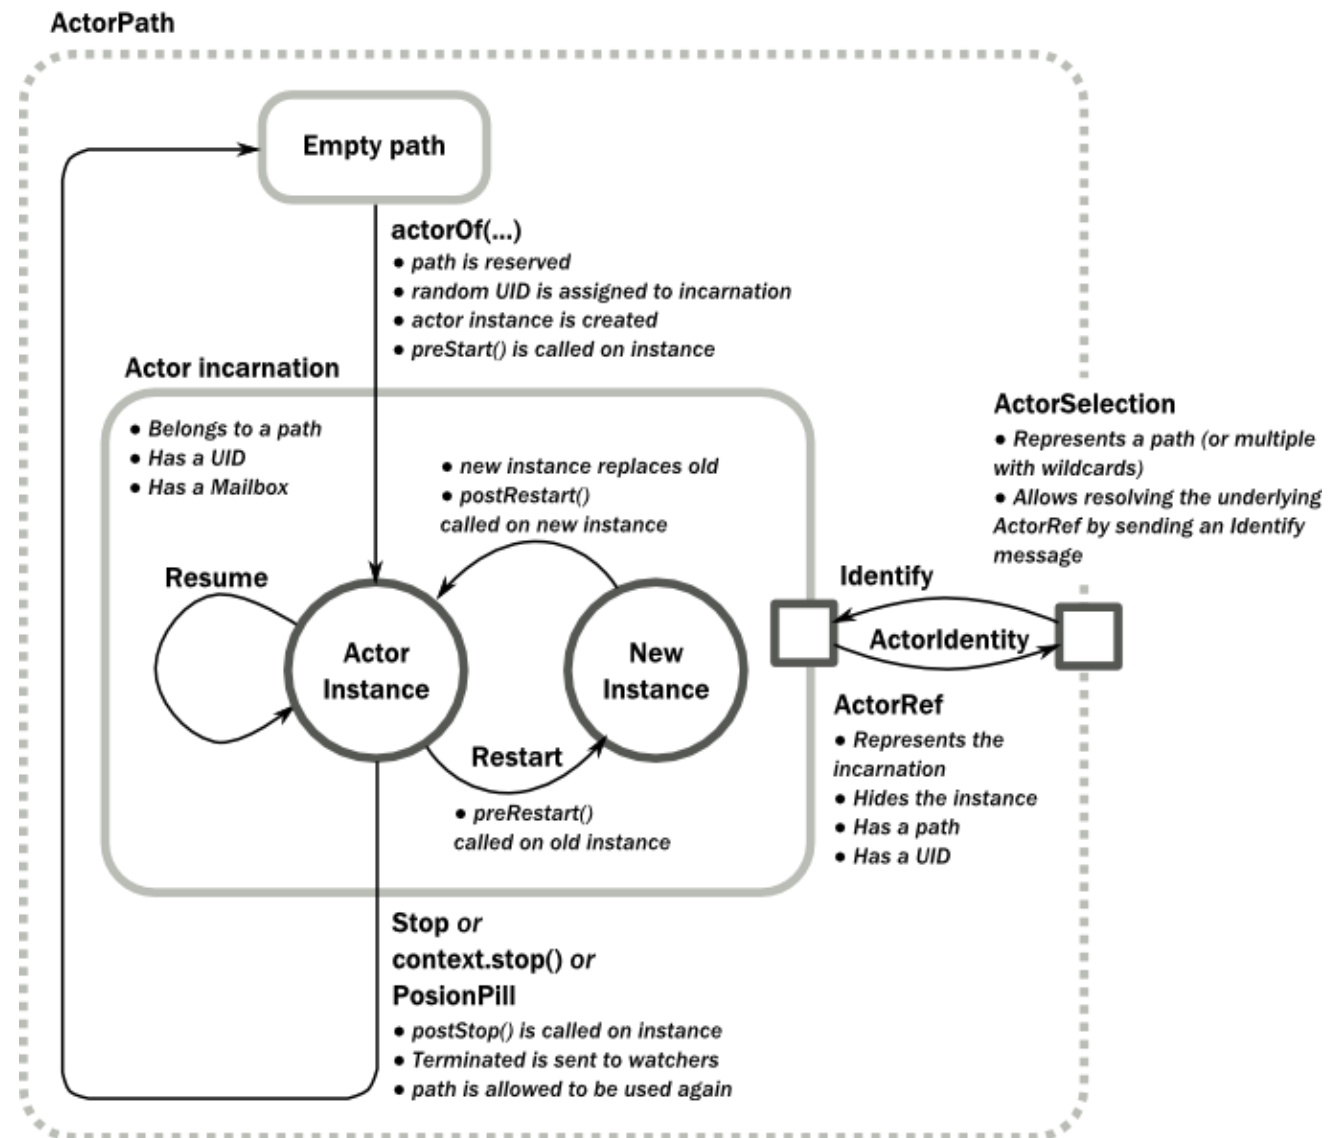 ActorPath
Empty path
actorOf(...)
● path is reserved
● random UID is assigned to incarnation
● actor instance is created
● preStart() is called on instance
Actor incarnation
● Belongs to a path
● Has a UID
● Has a Mailbox
● new instance replaces old
● postRestart()
called on new instance
Resume
Actor
Instance
New
Instance
Restart
● preRestart()
called on old instance
ActorSelection
● Represents a path (or multiple
with wildcards)
● Allows resolving the underlying
ActorRef by sending an Identify
message
Identify
ActorIdentity
ActorRef
● Represents the
incarnation
● Hides the instance
● Has a path
● Has a UID
Stop or
context.stop() or
PosionPill
● postStop() is called on instance
● Terminated is sent to watchers
● path is allowed to be used again